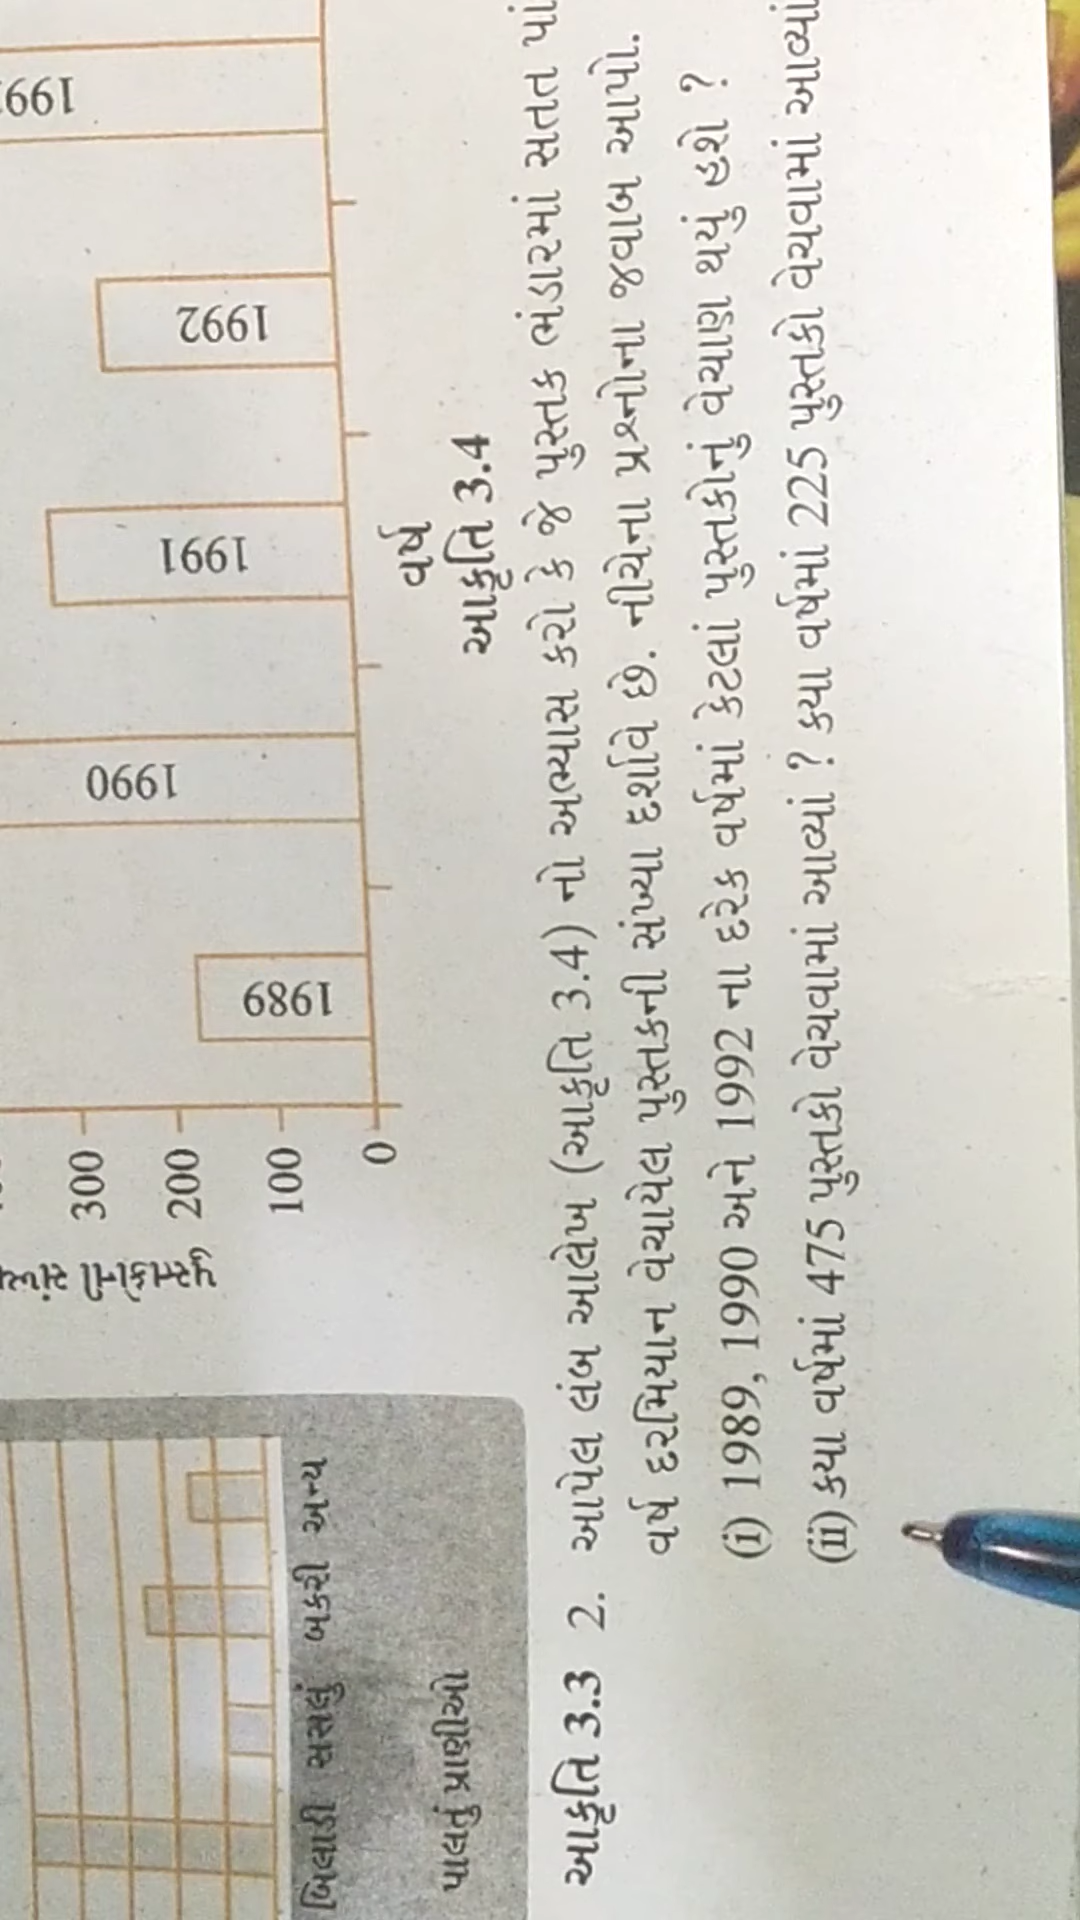 300
200
100
0
1989
1990
1991
1992
વર્ષ
આકૃતિ 3.4
બિલાડી સસલું બકરી અન્ય
પાલતું પ્રાણીઓ
આકૃતિ 3.3
2. આપેલ લંબ આલેખ (આકૃતિ 3.4) નો અભ્યાસ કરો કે જે પુસ્તક ભંડારમાં સતત
વર્ષ દરમિયાન વેચાયેલ પુસ્તકની સંખ્યા દર્શાવે છે. નીચેના પ્રશ્નોના જવાબ આપો.
(i) 1989, 1990 અને 1992 ના દરેક વર્ષમાં કેટલાં પુસ્તકોનું વેચાણ થયું હશે ?
(ii) કયા વર્ષમાં 475 પુસ્તકો વેચવામાં આવ્યાં ? કયા વર્ષમાં 225 પુસ્તકો વેચવામાં આવ્યાં